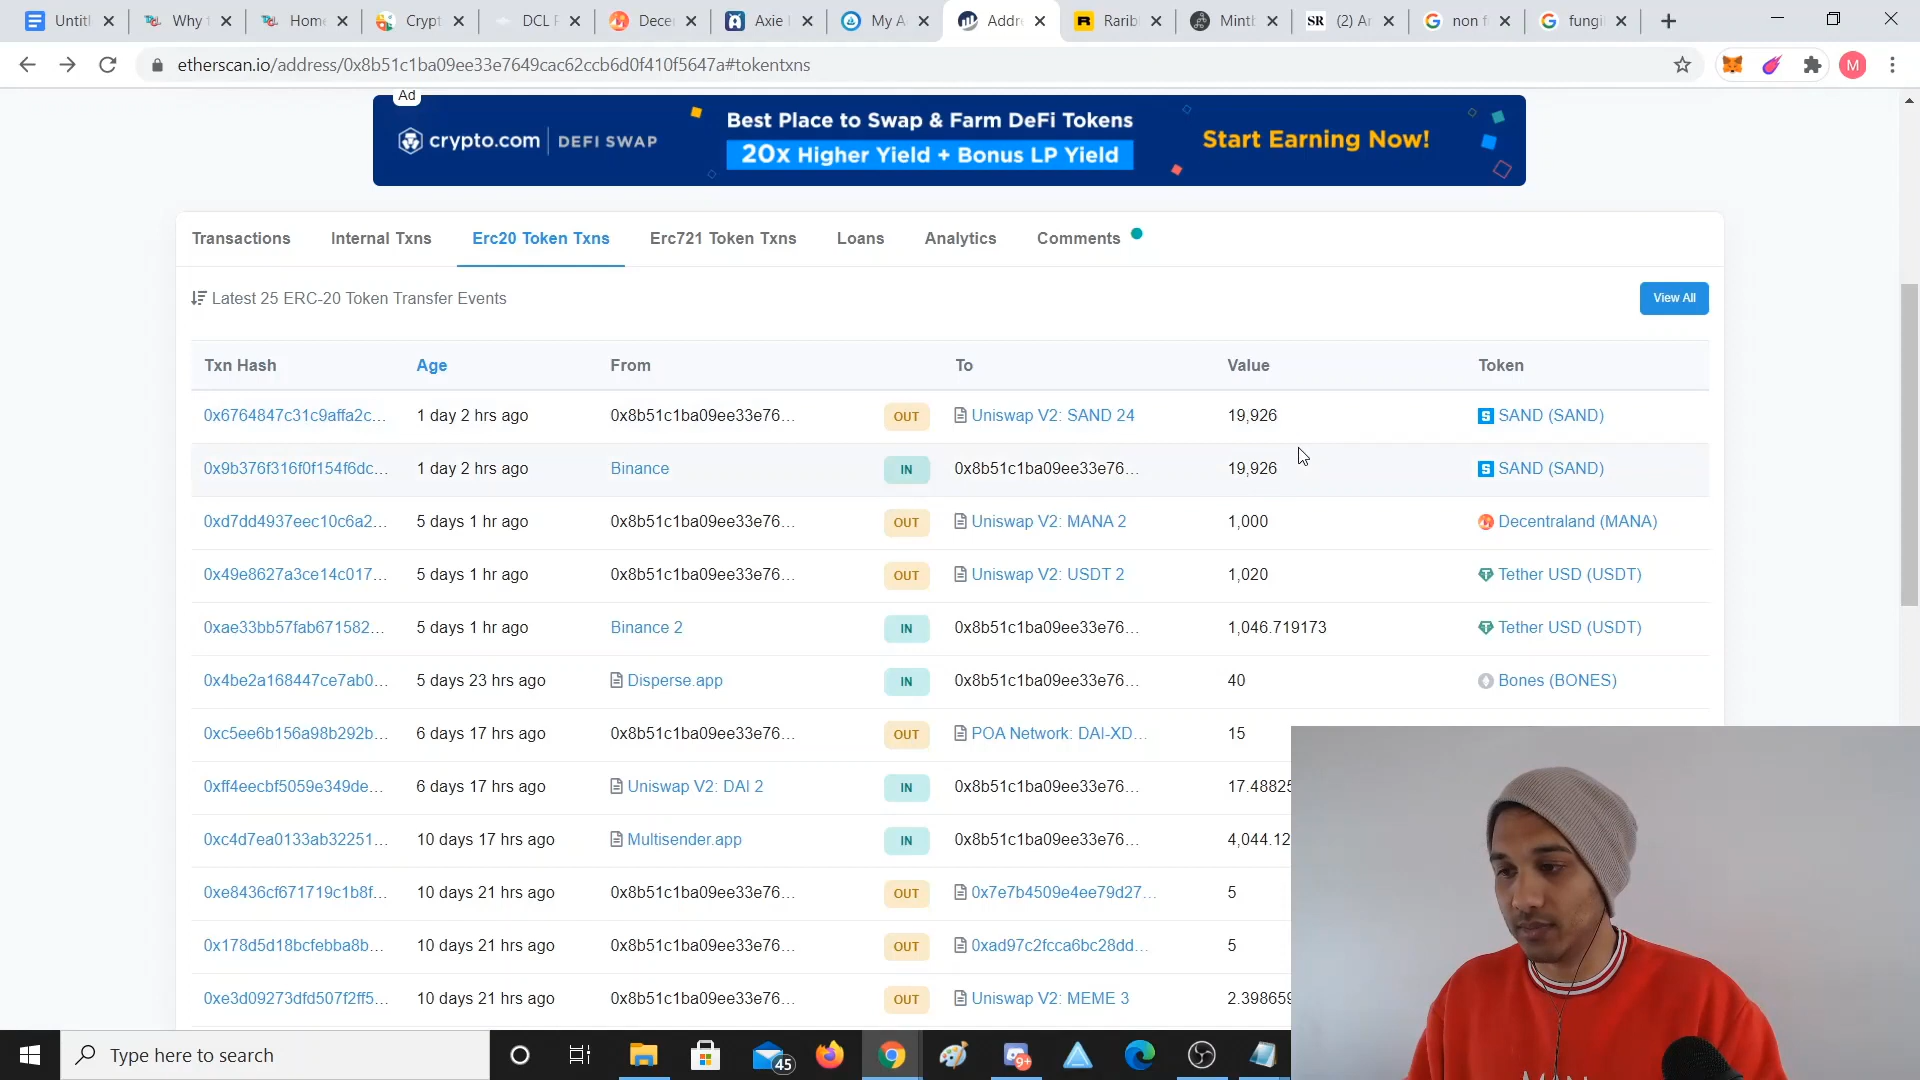 Untitl
Why
Home
Crypt
DCL
Decen
Axie
My A
Addr
Rarib
Mintb
(2) A
non f
fungi
etherscan.io/address/0x8b51c1ba09ee33e7649cac62ccb6d0f410f5647a#tokentxns
M
Ad
crypto.com DEFI SWAP
Best Place to Swap & Farm DeFi Tokens
20x Higher Yield + Bonus LP Yield
Start Earning Now!
Transactions Internal Txns Erc20 Token Txns Erc721 Token Txns Loans Analytics Comments
Latest 25 ERC-20 Token Transfer Events
View All
Txn Hash Age From To Value Token
0x6764847c31c9affa2c... 1 day 2 hrs ago 0x8b51c1ba09ee33e76... OUT Uniswap V2: SAND 24 19,926 SAND (SAND)
0x9b376f316f0f154f6dc... 1 day 2 hrs ago Binance IN 0x8b51c1ba09ee33e76... 19,926 SAND (SAND)
0xd7dd4937eec10c6a2... 5 days 1 hr ago 0x8b51c1ba09ee33e76... OUT Uniswap V2: MANA 2 1,000 Decentraland (MANA)
0x49e8627a3ce14c017... 5 days 1 hr ago 0x8b51c1ba09ee33e76... OUT Uniswap V2: USDT 2 1,020 Tether USD (USDT)
0xae33bb57fab671582... 5 days 1 hr ago Binance 2 IN 0x8b51c1ba09ee33e76... 1,046.719173 Tether USD (USDT)
0x4be2a168447ce7ab0... 5 days 23 hrs ago Disperse.app IN 0x8b51c1ba09ee33e76... 40 Bones (BONES)
0xc5ee6b156a98b292b... 6 days 17 hrs ago 0x8b51c1ba09ee33e76... OUT POA Network: DAI-XD... 15
0xff4eecbf5059e349de... 6 days 17 hrs ago Uniswap V2: DAI 2 IN 0x8b51c1ba09ee33e76... 17.48825
0xc4d7ea0133ab32251... 10 days 17 hrs ago Multisender.app IN 0x8b51c1ba09ee33e76... 4,044.12
0xe8436cf671719c1b8f... 10 days 21 hrs ago 0x8b51c1ba09ee33e76... OUT 0x7e7b4509e4ee79d27... 5
0x178d5d18bcfebba8b... 10 days 21 hrs ago 0x8b51c1ba09ee33e76... OUT 0xad97c2fcca6bc28dd... 5
0xe3d09273dfd507f2ff5... 10 days 21 hrs ago 0x8b51c1ba09ee33e76... OUT Uniswap V2: MEME 3 2.398659
Type here to search
45
9+